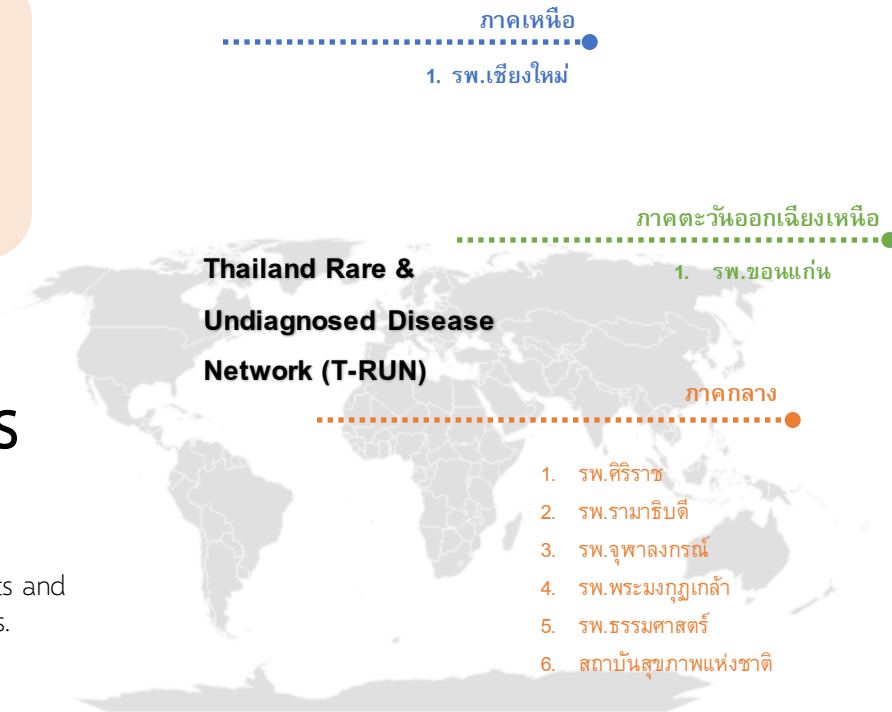 ภาคเหนือ
1. รพ.เชียงใหม่
ภาคตะวันออกเฉียงเหนือ
1. รพ.ขอนแก่น
Thailand Rare &
Undiagnosed Disease
Network (T-RUN)
ภาคกลาง
1. รพ.ศิริราช
2. รพ.รามาธิบดี
3. รพ.จุฬาลงกรณ์
4. รพ.พระมงกุฏเกล้า
5. รพ.ธรรมศาสตร์
6. สถาบันสุขภาพแห่งชาติ
and